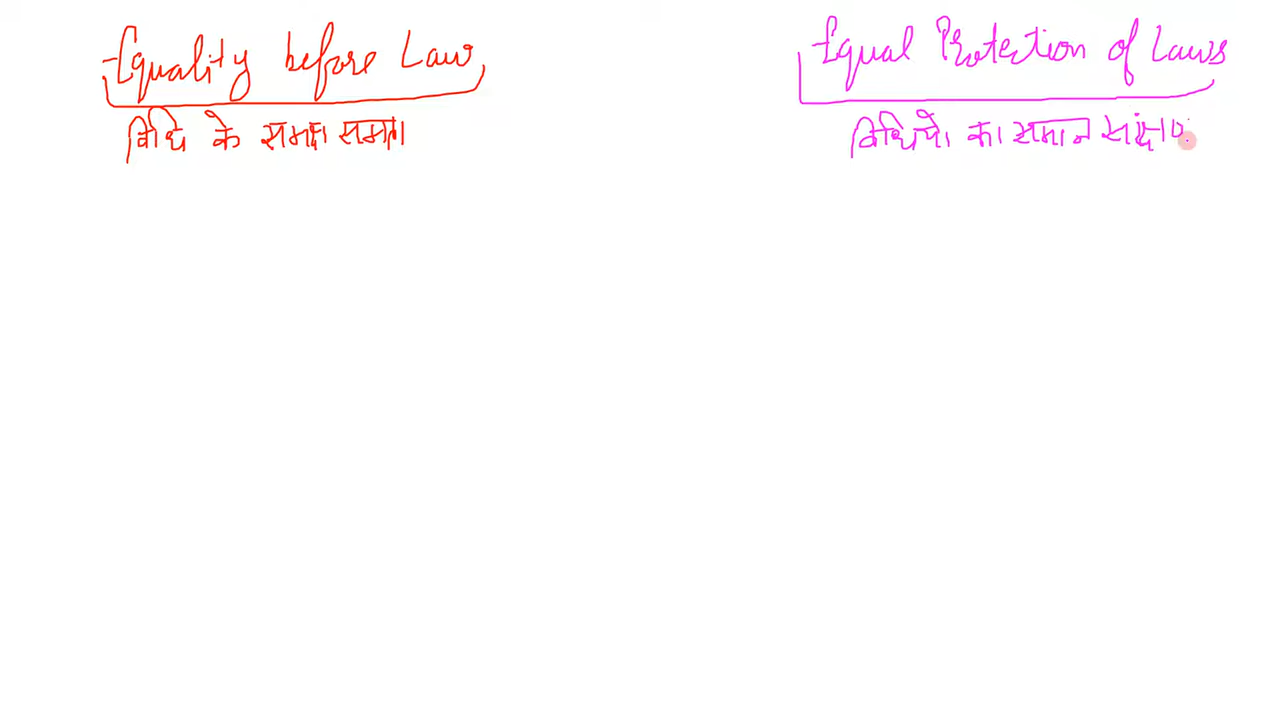 Equality before Law
विधि के समक्ष समता
Equal Protection of Laws
विधियों का समान संरक्षण